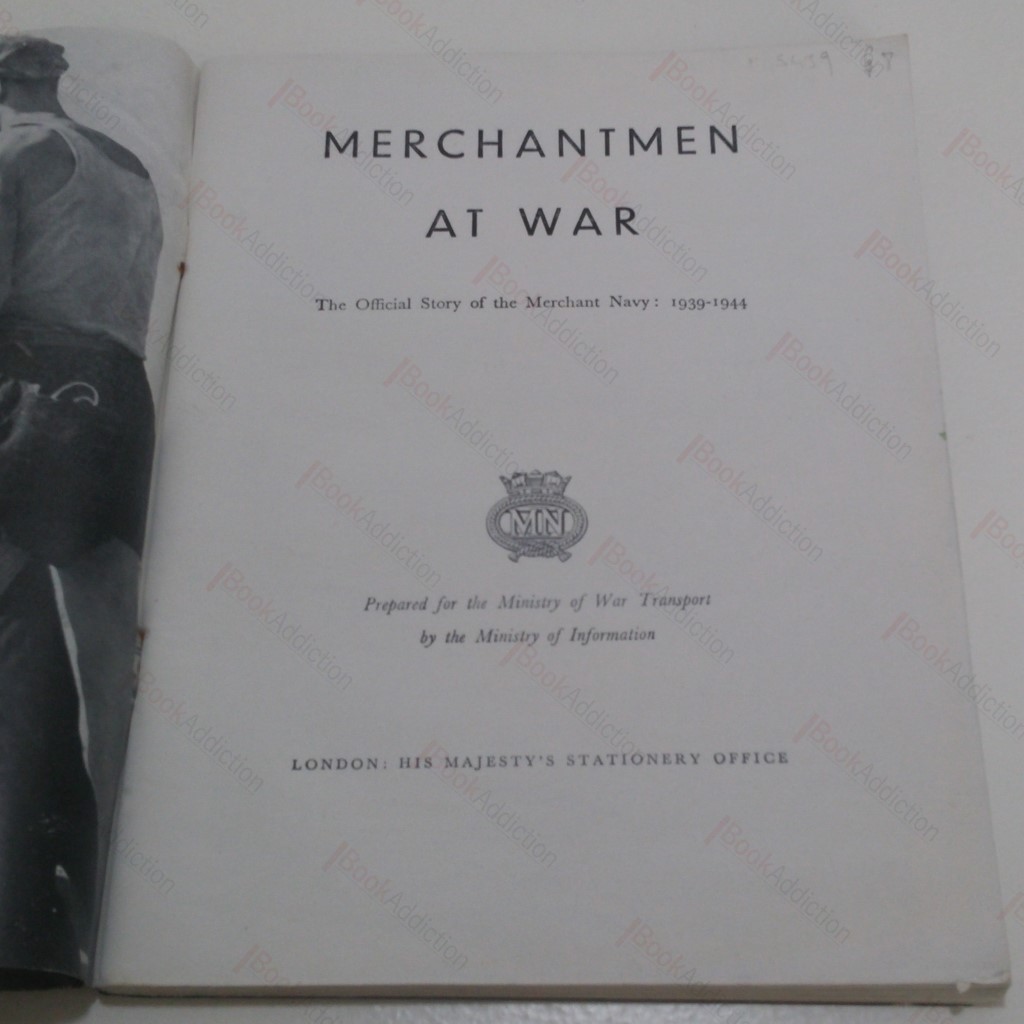 MERCHANTMEN
AT WAR
The Official Story of the Merchant Navy: 1939-1944
MN
Prepared for the Ministry of War Transport
by the Ministry of Information
LONDON: HIS MAJESTY'S STATIONERY OFFICE
BookAddiction